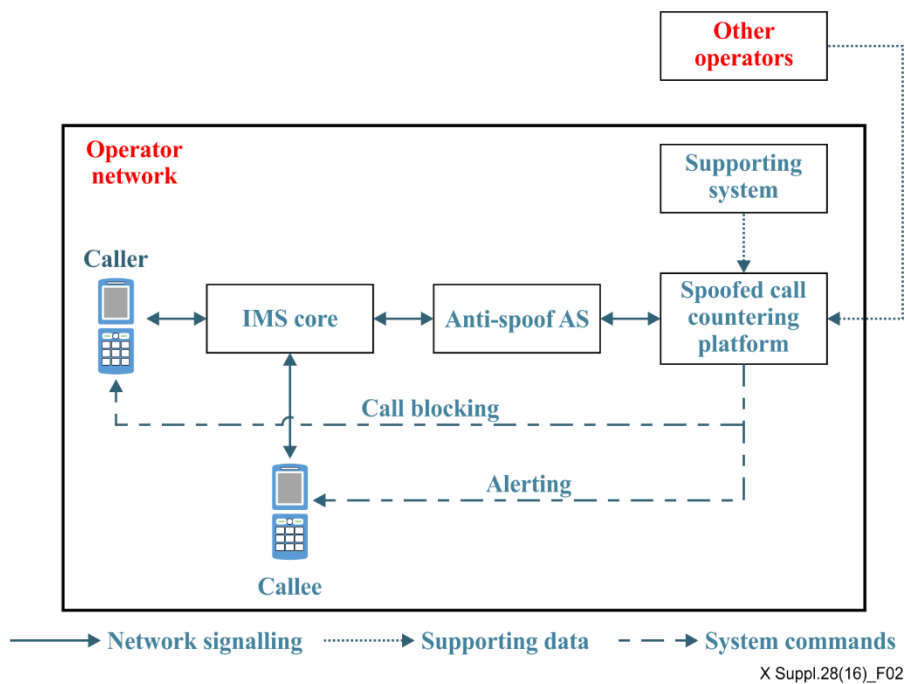 Other
operators
Operator
network
Supporting
system
Caller
IMS core
Anti-spoof AS
Spoofed call
countering
platform
Call blocking
Alerting
Callee
Network signalling
Supporting data
System commands
X Suppl.28(16)_F02